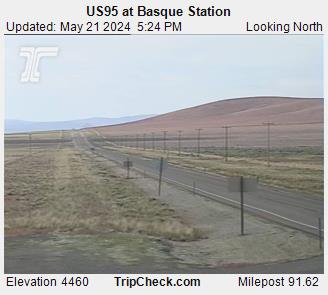 US95 at Basque Station
Updated: May 21 2024 5:24 PM Looking North
Elevation 4460 TripCheck.com Milepost 91.62